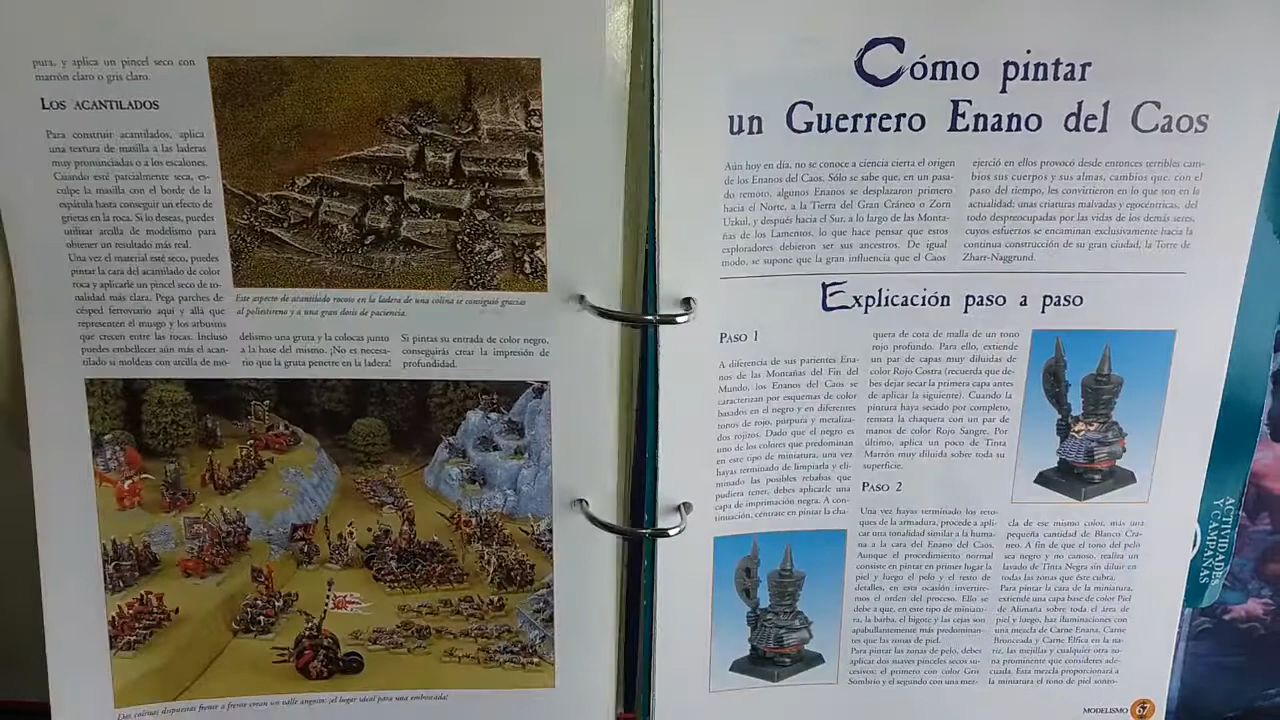 pura, y aplica un pincel seco con
marrón claro o gris claro.
LOS ACANTILADOS
Para construir acantilados, aplica
una textura de masilla a las laderas
muy pronunciadas o a los escalones.
Cuando esté parcialmente seca, es-
culpe la masilla con el borde de la
espátula hasta conseguir un efecto de
grietas en la roca. Si lo deseas, puedes
utilizar arcilla de modelismo para
obtener un resultado más real.
Una vez el material esté seco, puedes
pintar la cara del acantilado de color
roca y aplicarle un pincel seco de to-
nalidad más clara. Pega parches de
césped ferroviario aquí y allá que
representen el musgo y los arbustos
que crecen entre las rocas. Incluso
puedes embellecer aún más el acan-
tilado si moldeas con arcilla de mo-
Este aspecto de acantilado rocoso en la ladera de una colina se consiguió gracias
al poliestireno y a una gran dosis de paciencia.
delismo una gruta y la colocas junto
a la base del mismo. ¡No es necesa-
rio que la gruta penetre en la ladera!
Si pintas su entrada de color negro,
conseguirás crear la impresión de
profundidad.
Dos colinas dispuestas frente a frente crean un valle angosto: ¡el lugar ideal para una emboscada!
Cómo pintar
un Guerrero Enano del Caos
Aún hoy en día, no se conoce a ciencia cierta el origen
de los Enanos del Caos. Sólo se sabe que, en un pasa-
do remoto, algunos Enanos se desplazaron primero
hacia el Norte, a la Tierra del Gran Cráneo o Zorn
Uzkul, y después hacia el Sur, a lo largo de las Monta-
ñas de los Lamentos, lo que hace pensar que estos
exploradores debieron ser sus ancestros. De igual
modo, se supone que la gran influencia que el Caos
ejerció en ellos provocó desde entonces terribles cam-
bios sus cuerpos y sus almas, cambios que, con el
paso del tiempo, les convirtieron en lo que son en la
actualidad: unas criaturas malvadas y egocéntricas, del
todo despreocupadas por las vidas de los demás seres,
cuyos esfuerzos se encaminan exclusivamente hacia la
continua construcción de su gran ciudad, la Torre de
Zharr-Naggrund.
Explicación paso a paso
PASO 1
A diferencia de sus parientes Ena-
nos de las Montañas del Fin del
Mundo, los Enanos del Caos se
caracterizan por esquemas de color
basados en el negro y en diferentes
tonos de rojo, púrpura y metaliza-
dos rojizos. Dado que el negro es
uno de los colores que predominan
en este tipo de miniatura, una vez
hayas terminado de limpiarla y eli-
minado las posibles rebabas que
pudiera tener, debes aplicarle una
capa de imprimación negra. A con-
tinuación, céntrate en pintar la cha-
queta de cota de malla de un tono
rojo profundo. Para ello, extiende
un par de capas muy diluidas de
color Rojo Costra (recuerda que de-
bes dejar secar la primera capa antes
de aplicar la siguiente). Cuando la
pintura haya secado por completo,
remata la chaqueta con un par de
manos de color Rojo Sangre. Por
último, aplica un poco de Tinta
Marrón muy diluida sobre toda su
superficie.
PASO 2
Una vez hayas terminado los reto-
ques de la armadura, procede a apli-
car una tonalidad similar a la huma-
na a la cara del Enano del Caos.
Aunque el procedimiento normal
consiste en pintar en primer lugar la
piel y luego el pelo y el resto de
detalles, en esta ocasión invertire-
mos el orden del proceso. Ello se
debe a que, en este tipo de miniatu-
ra, la barba, el bigote y las cejas son
apabullantemente más predominan-
tes que las zonas de piel.
Para pintar las zonas de pelo, debes
aplicar dos suaves pinceles secos su-
cesivos: el primero con color Gris
Sombrío y el segundo con una mez-
cla de ese mismo color, más una
pequeña cantidad de Blanco Crá-
neo. A fin de que el tono del pelo
sea negro y no canoso, realiza un
lavado de Tinta Negra sin diluir en
todas las zonas que éste cubra.
Para pintar la cara de la miniatura,
extiende una capa base de color Piel
de Alimaña sobre toda el área de
piel y luego, haz iluminaciones con
una mezcla de Carne Enana, Carne
Bronceada y Carne Élfica en la na-
riz, las mejillas y cualquier otra zo-
na prominente que consideres ade-
cuada. Esta mezcla proporcionará a
la miniatura el tono de piel sonro-
MODELISMO 67
ACTIVIDADES
Y CAMPAÑAS